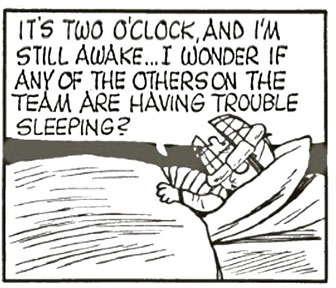 IT'S TWO O'CLOCK, AND I'M
STILL AWAKE...I WONDER IF
ANY OF THE OTHERS ON THE
TEAM ARE HAVING TROUBLE
SLEEPING?